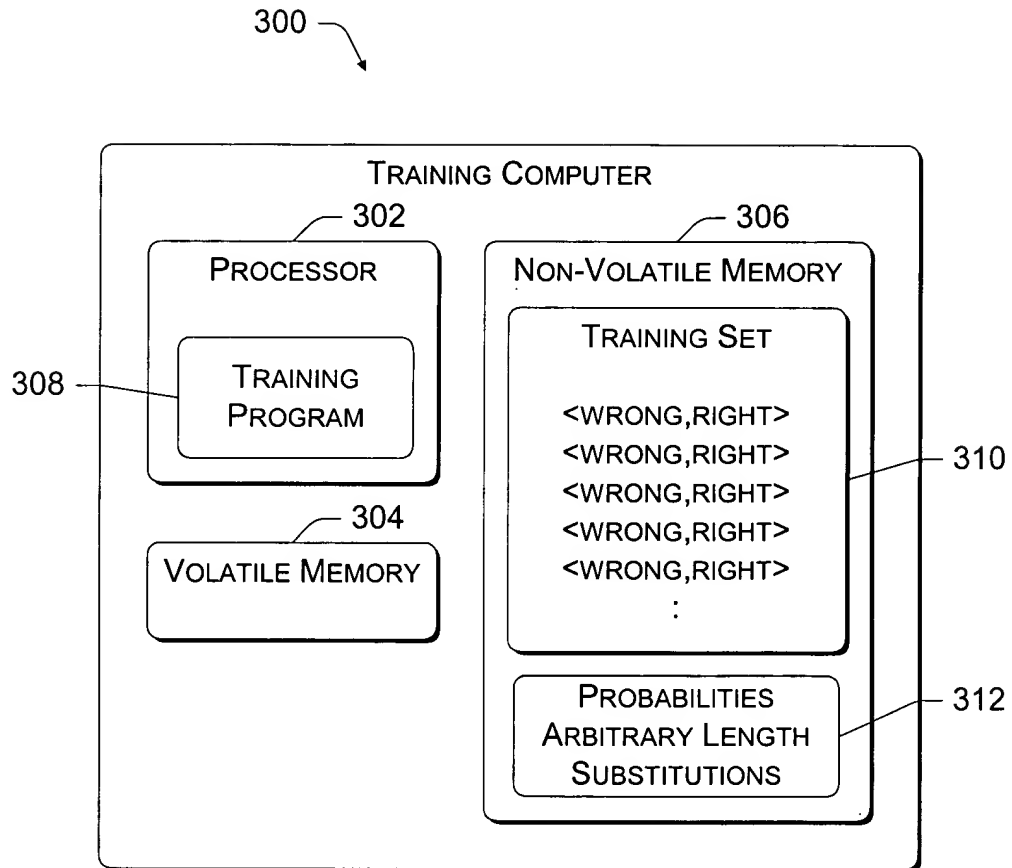 300
TRAINING COMPUTER
302
PROCESSOR
308
TRAINING
PROGRAM
304
VOLATILE MEMORY
306
NON-VOLATILE MEMORY
TRAINING SET
<WRONG,RIGHT>
<WRONG,RIGHT>
<WRONG,RIGHT>
<WRONG,RIGHT>
<WRONG,RIGHT>
:
310
PROBABILITIES
ARBITRARY LENGTH
SUBSTITUTIONS
312